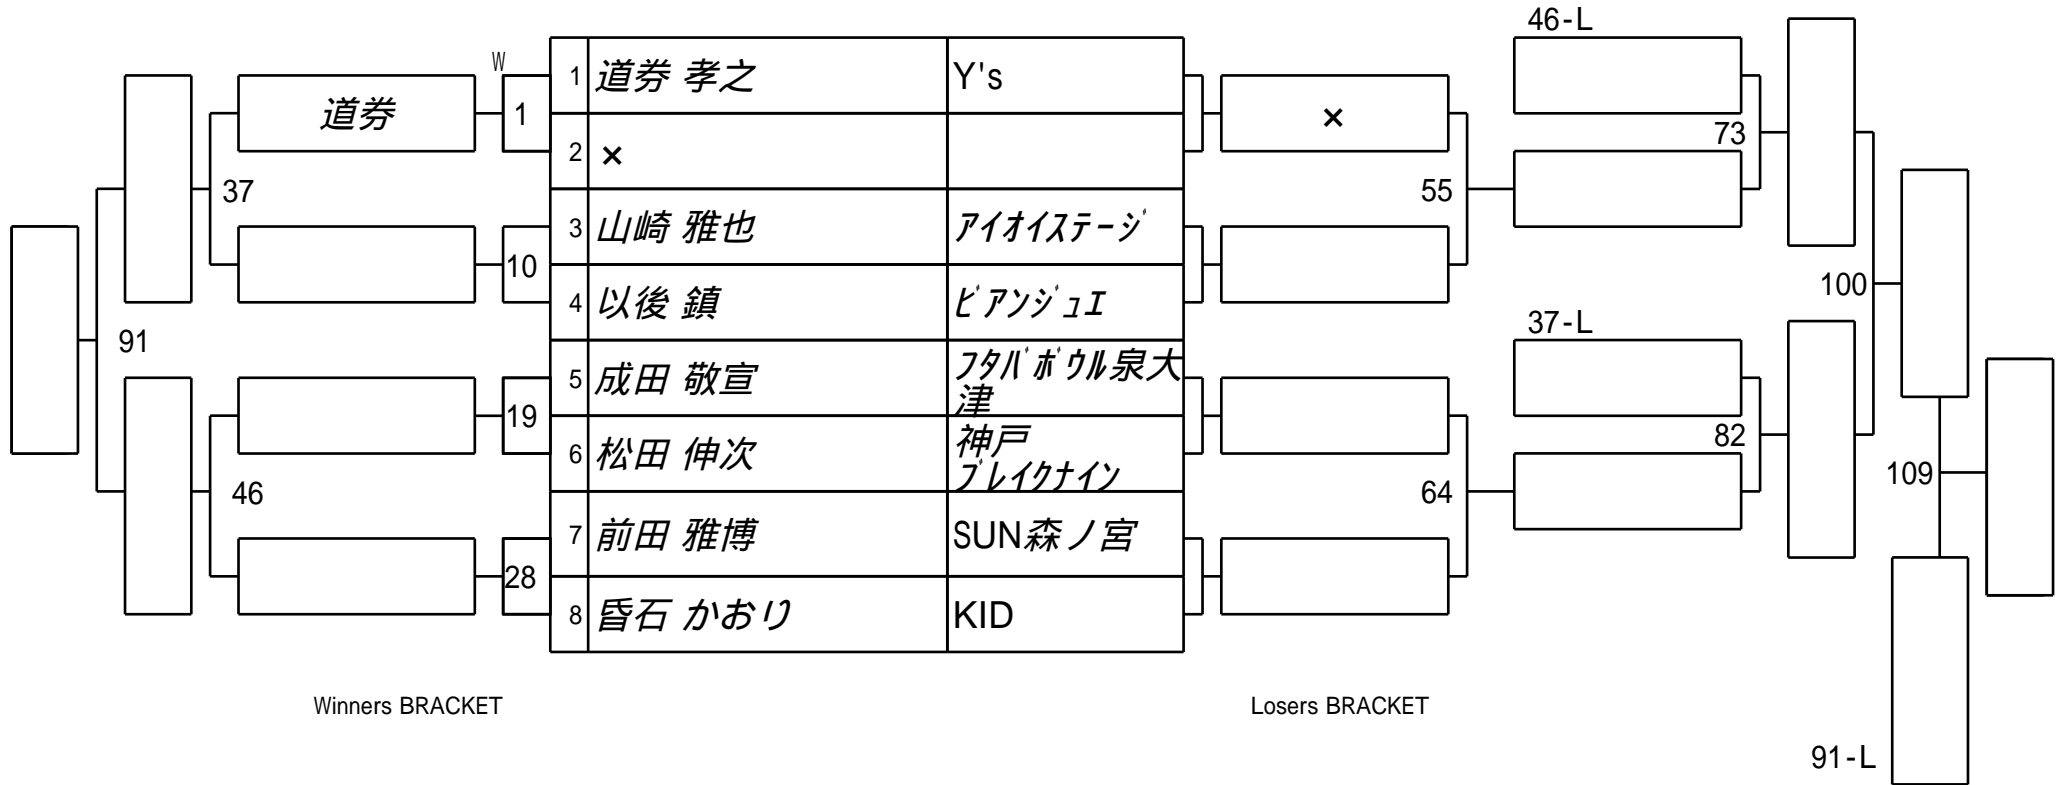 46-L
W
1 道券 孝之 Y's
道券
1
×
73
2 ×
37
55
3 山崎 雅也 ｱｲｵｲｽﾃｰｼﾞ
10
100
4 以後 鎮 ﾋﾞｱﾝｼﾞｭｴ
37-L
91
5 成田 敬宣 ﾌﾀﾊﾞﾎﾞｳﾙ泉大
津
19
82
6 松田 伸次 神戸
ﾌﾞﾚｲｸﾅｲﾝ
109
46
64
7 前田 雅博 SUN森ノ宮
28
8 昏石 かおり KID
Winners BRACKET
Losers BRACKET
91-L